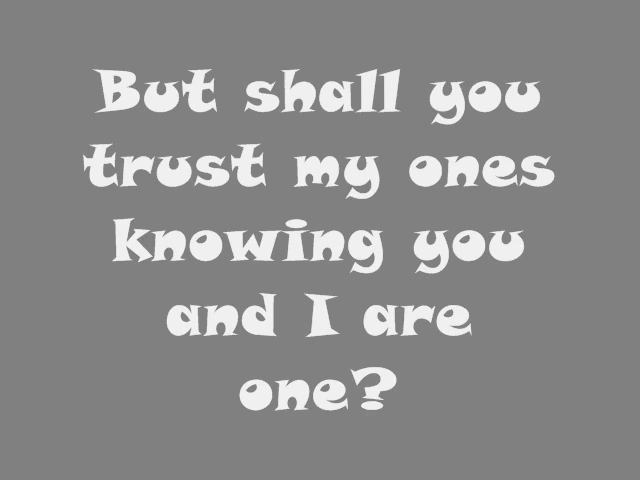 But shall you
trust my ones
knowing you
and I are
one?